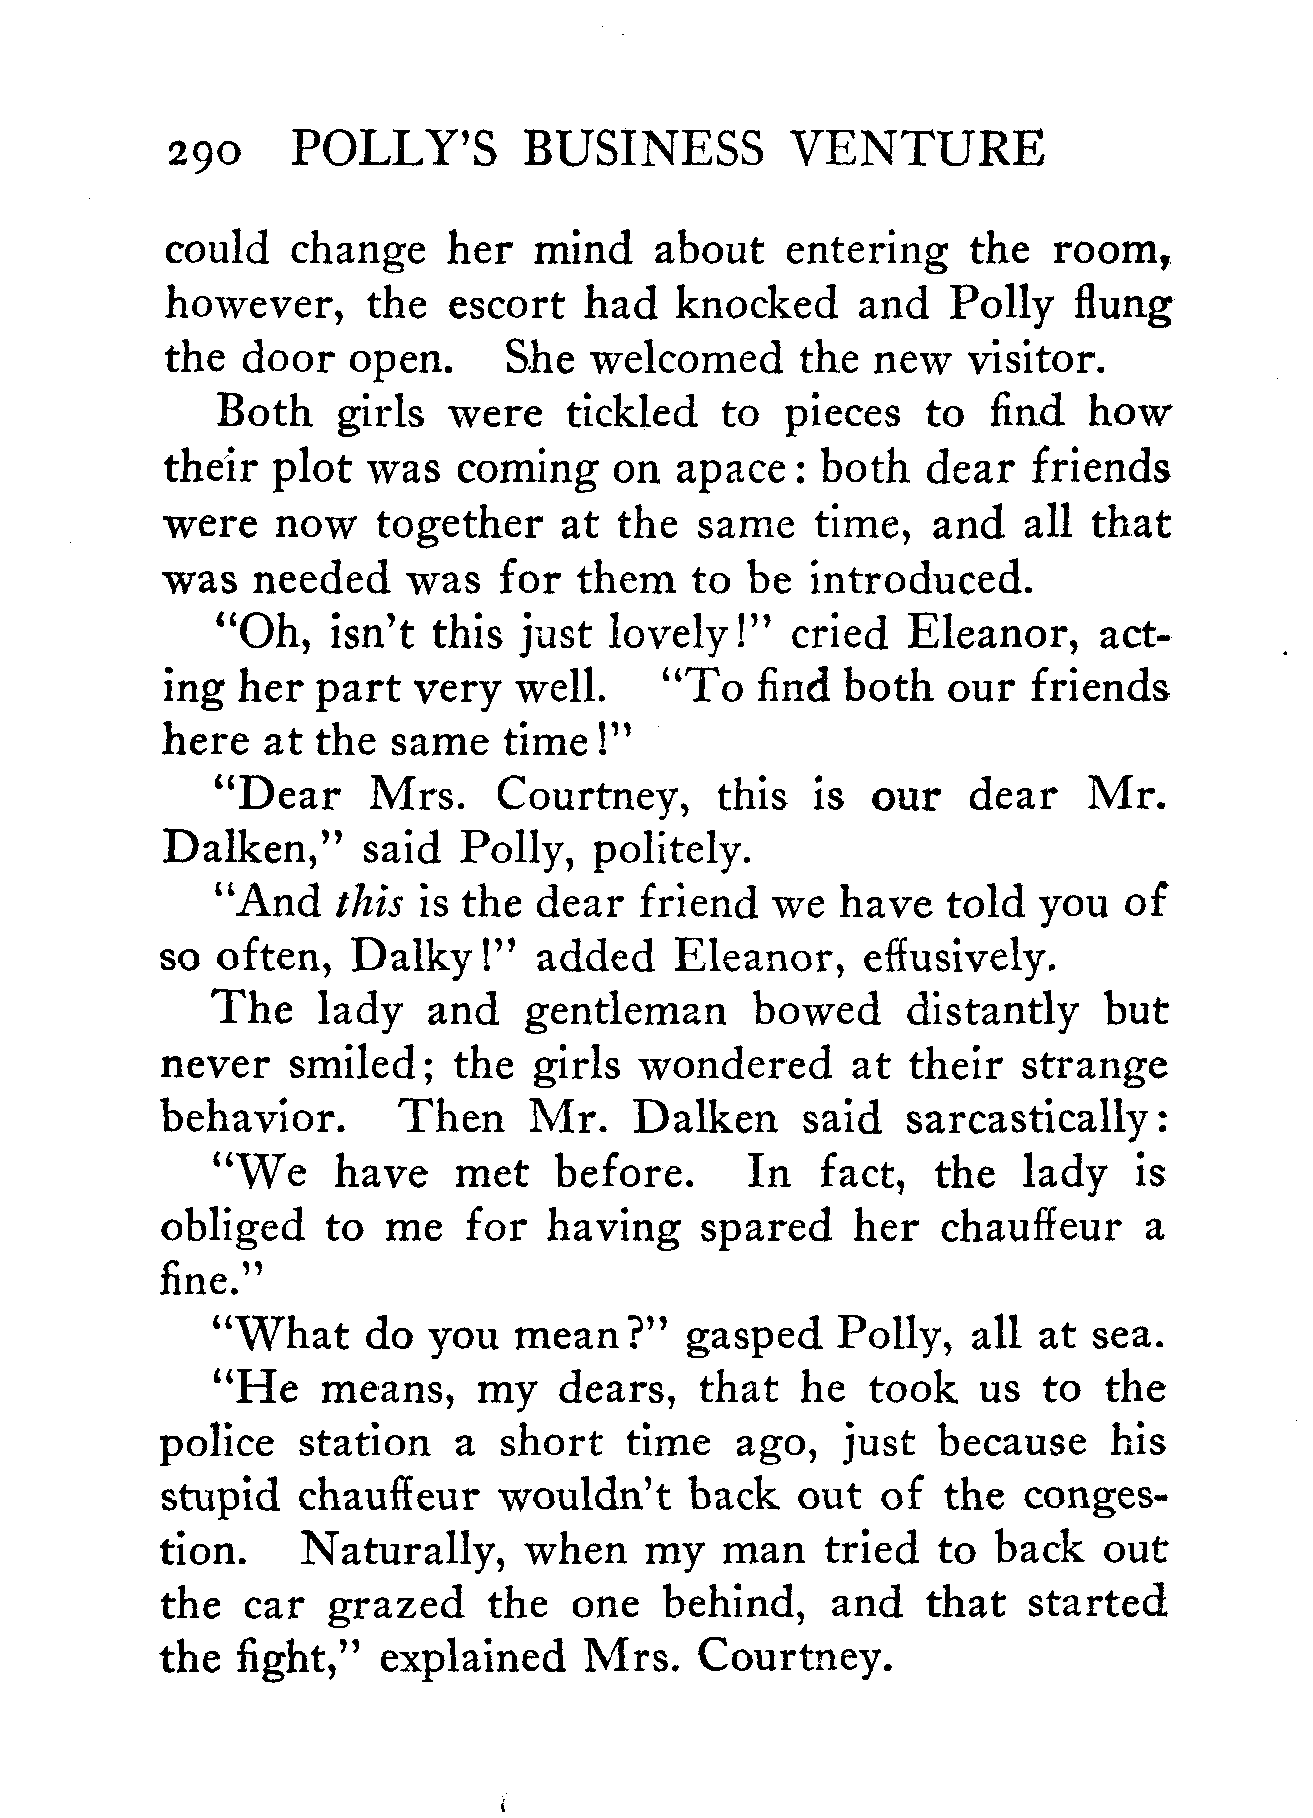 290 POLLY'S BUSINESS VENTURE
could change her mind about entering the room,
however, the escort had knocked and Polly flung
the door open. She welcomed the new visitor.
Both girls were tickled to pieces to find how
their plot was coming on apace: both dear friends
were now together at the same time, and all that
was needed was for them to be introduced.
"Oh, isn't this just lovely!" cried Eleanor, act-
ing her part very well. "To find both our friends
here at the same time!"
"Dear Mrs. Courtney, this is our dear Mr.
Dalken," said Polly, politely.
"And this is the dear friend we have told you of
so often, Dalky!" added Eleanor, effusively.
The lady and gentleman bowed distantly but
never smiled; the girls wondered at their strange
behavior. Then Mr. Dalken said sarcastically:
"We have met before. In fact, the lady is
obliged to me for having spared her chauffeur a
fine."
"What do you mean?" gasped Polly, all at sea.
"He means, my dears, that he took us to the
police station a short time ago, just because his
stupid chauffeur wouldn't back out of the conges-
tion. Naturally, when my man tried to back out
the car grazed the one behind, and that started
the fight," explained Mrs. Courtney.